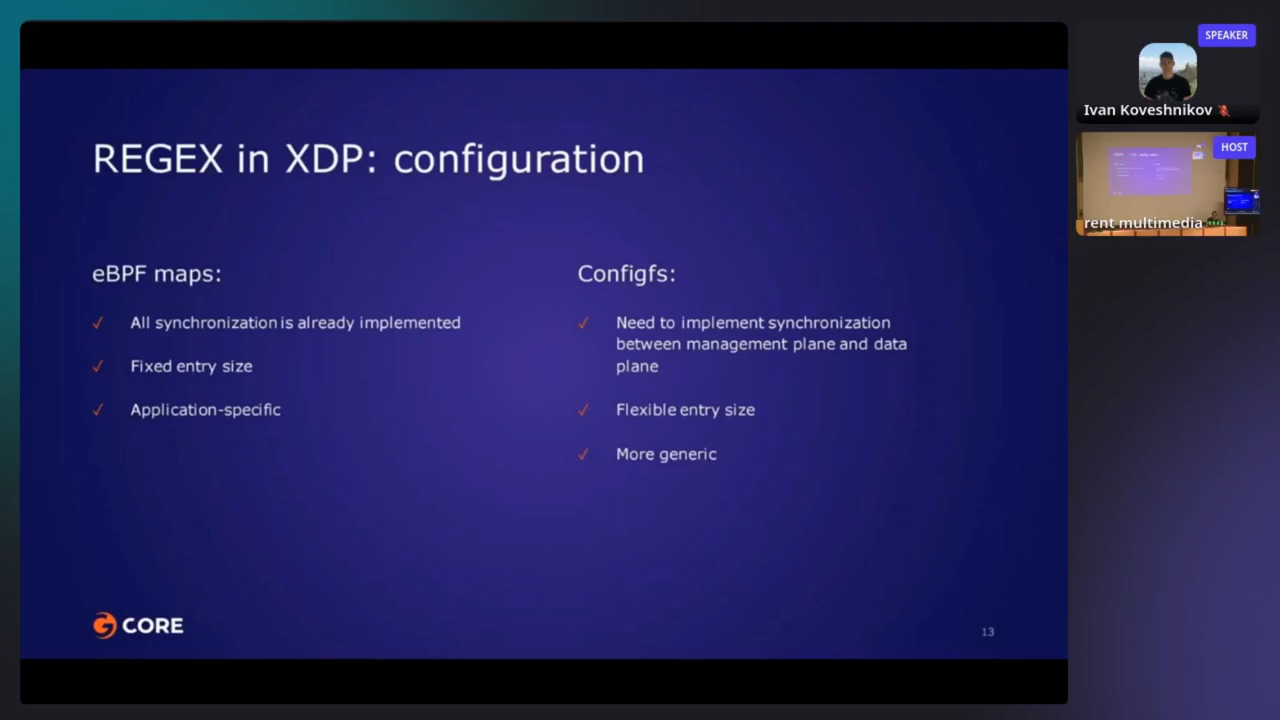 REGEX in XDP: configuration
eBPF maps:
✓ All synchronization is already implemented
✓ Fixed entry size
✓ Application-specific
Configfs:
✓ Need to implement synchronization
between management plane and data
plane
✓ Flexible entry size
✓ More generic
G CORE
13
SPEAKER
Ivan Koveshnikov
HOST
rent multimedia